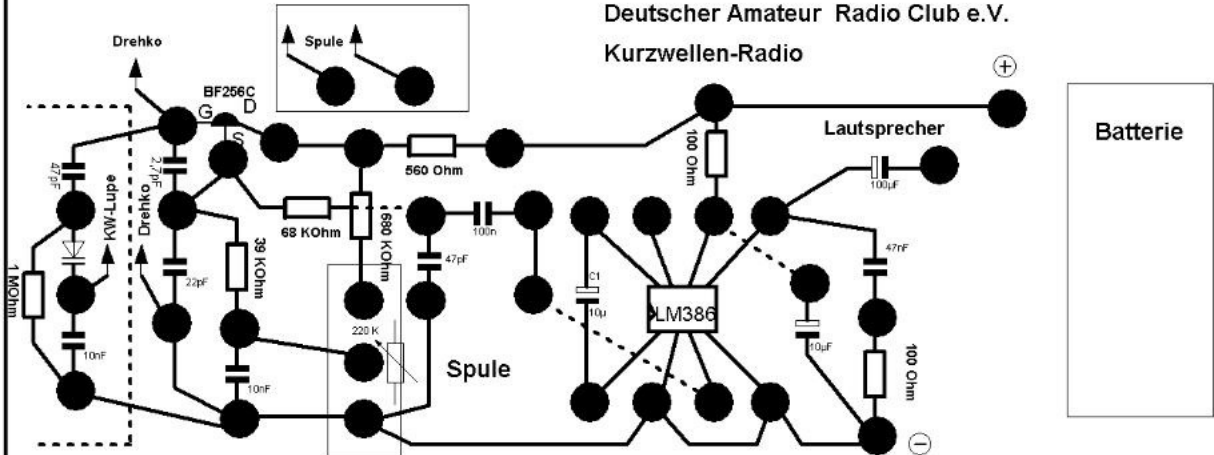 Deutscher Amateur Radio Club e.V.
Kurzwellen-Radio
Drehko
Spule
BF256C
G
D
S
+
Batterie
Lautsprecher
100 Ohm
100µF
47pF
2,7pF
560 Ohm
KW-Lupe
Drehko
68 KOhm
680 KOhm
100n
39 KOhm
47pF
47nF
1 MOhm
22pF
C1
10µ
LM386
220 K
10µF
10nF
10nF
Spule
100 Ohm
−